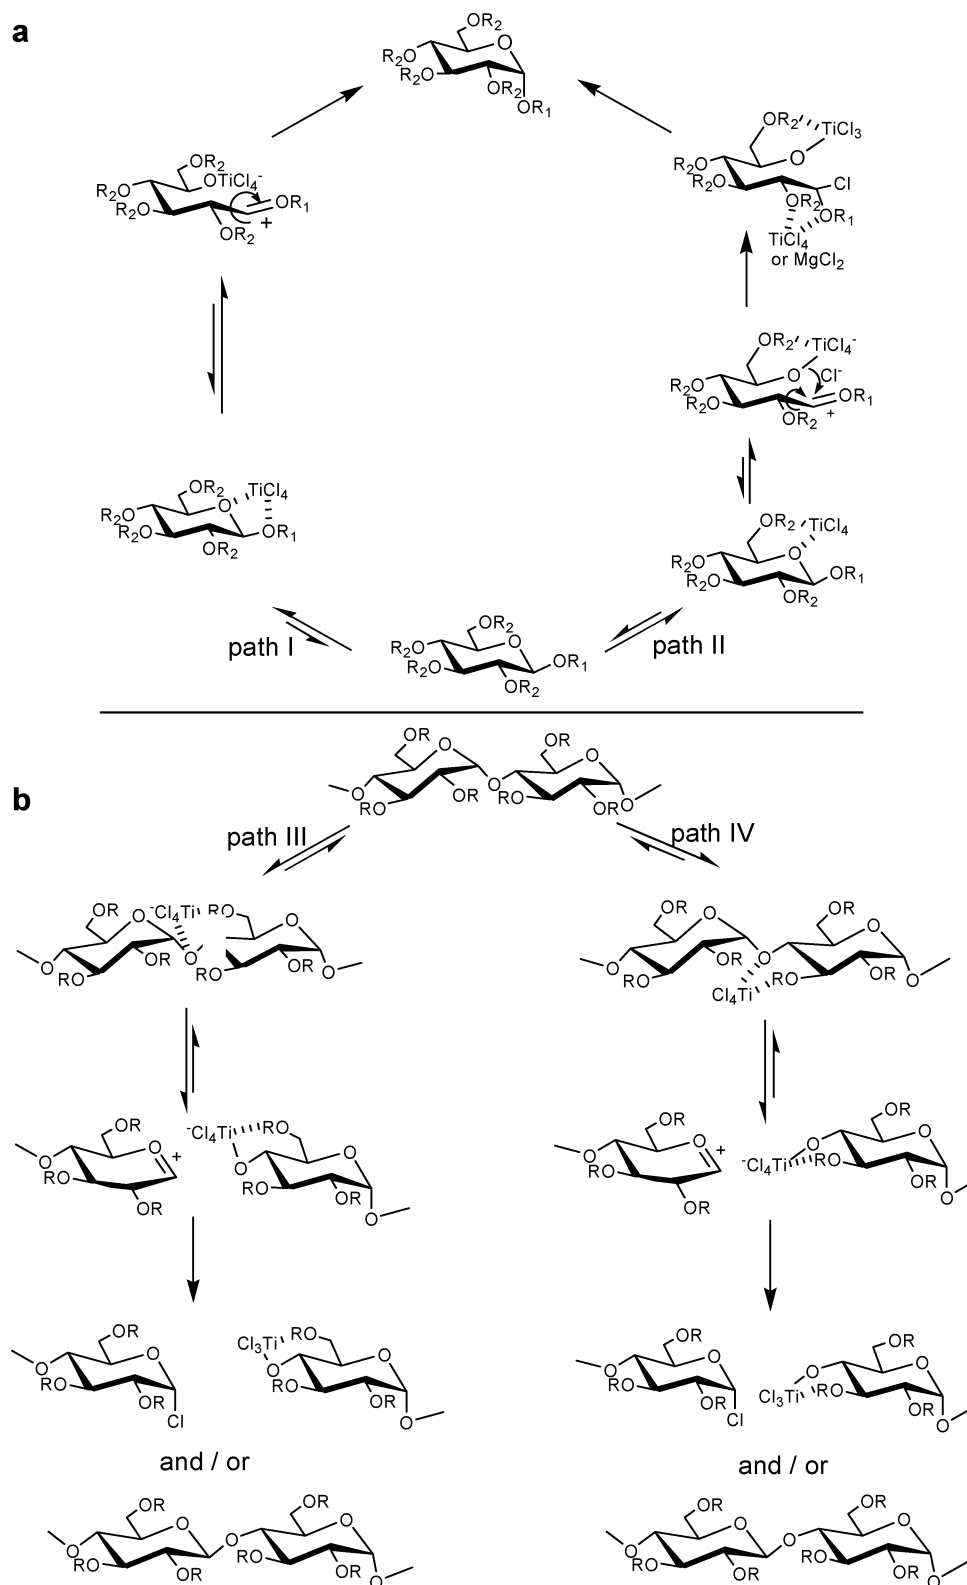 a
OR₂
R₂O
O
R₂O
OR₂
OR₁
OR₂
OTiCl₄⁻
R₂O
R₂O
OR₁
OR₂
+
OR₂
TiCl₃
O
R₂O
R₂O
Cl
OR₂
OR₁
TiCl₄
or MgCl₂
OR₂
TiCl₄⁻
O
Cl⁻
R₂O
R₂O
OR₁
OR₂
+
OR₂
TiCl₄
O
R₂O
R₂O
OR₁
OR₂
OR₂
TiCl₄
O
R₂O
R₂O
OR₁
OR₂
path I
path II
OR₂
O
R₂O
R₂O
OR₁
OR₂
OR
O
OR
O
O
RO
OR
O
RO
OR
O
b
path III
path IV
OR
O
⁻Cl₄Ti
RO
O
O
RO
OR
O
RO
OR
O
OR
O
OR
O
O
RO
OR
O
Cl₄Ti
RO
OR
O
OR
O
+
O
RO
OR
⁻Cl₄Ti
RO
O
O
RO
OR
O
OR
O
+
O
RO
OR
⁻Cl₄Ti
O
RO
OR
O
OR
O
OR
O
O
RO
OR
Cl
Cl₃Ti
RO
O
O
RO
OR
O
OR
O
O
RO
OR
Cl
Cl₃Ti
O
RO
OR
O
OR
O
and / or
and / or
OR
O
OR
O
O
RO
OR
O
RO
OR
O
OR
O
OR
O
O
RO
OR
O
RO
OR
O